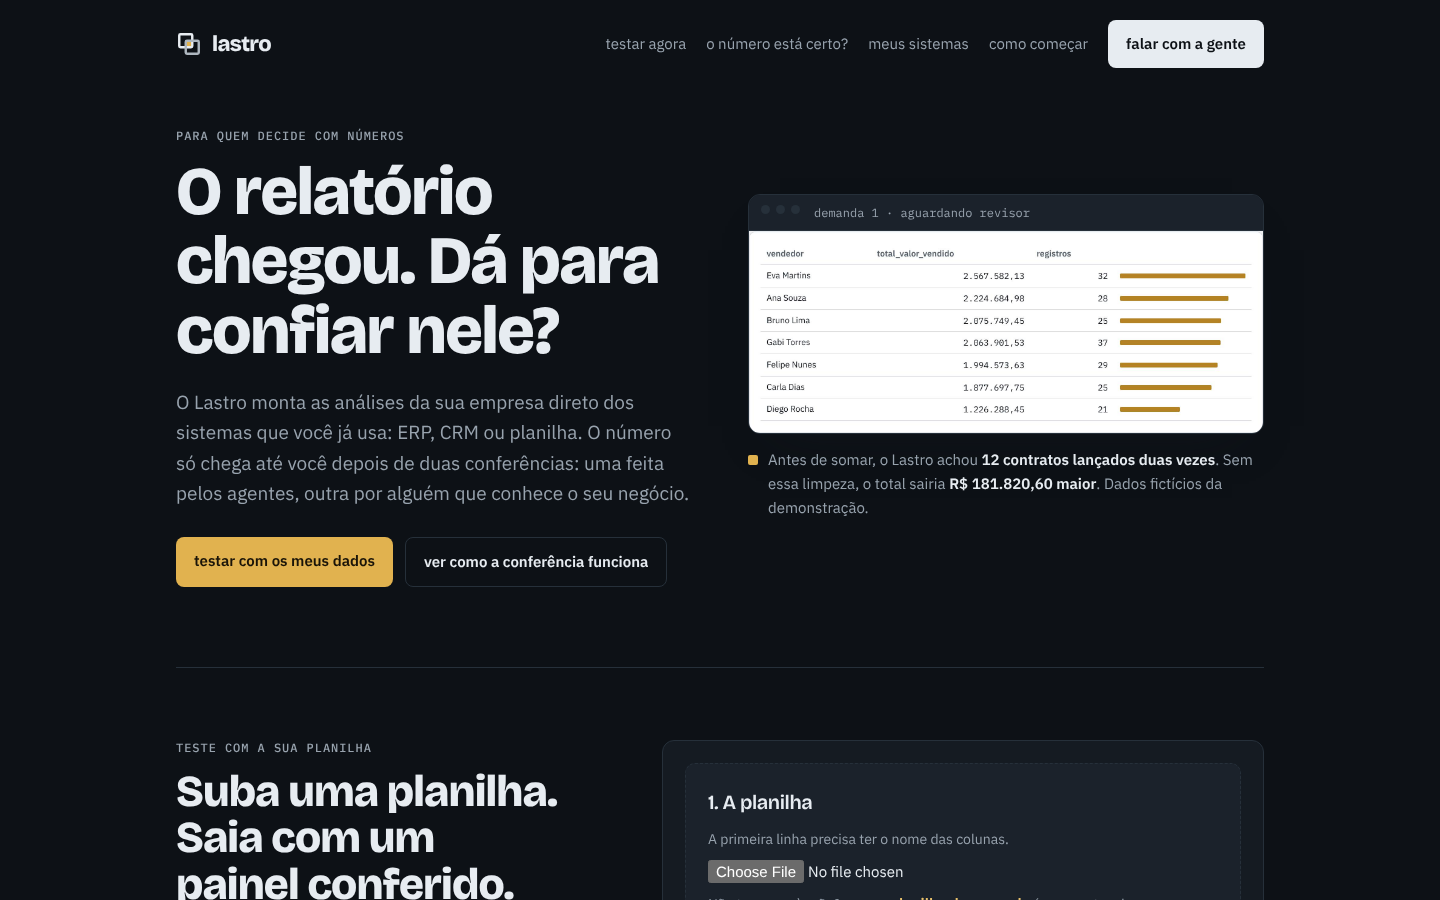 lastro
testar agora
o número está certo?
meus sistemas
como começar
falar com a gente
PARA QUEM DECIDE COM NÚMEROS
O relatório
chegou. Dá para
confiar nele?
O Lastro monta as análises da sua empresa direto dos
sistemas que você já usa: ERP, CRM ou planilha. O número
só chega até você depois de duas conferências: uma feita
pelos agentes, outra por alguém que conhece o seu negócio.
testar com os meus dados
ver como a conferência funciona
demanda 1 · aguardando revisor
vendedor total_valor_vendido registros
Eva Martins 2.567.582,13 32
Ana Souza 2.224.684,98 28
Bruno Lima 2.075.749,45 25
Gabi Torres 2.063.901,53 37
Felipe Nunes 1.994.573,63 29
Carla Dias 1.877.697,75 25
Diego Rocha 1.226.288,45 21
Antes de somar, o Lastro achou 12 contratos lançados duas vezes. Sem
essa limpeza, o total sairia R$ 181.820,60 maior. Dados fictícios da
demonstração.
TESTE COM A SUA PLANILHA
Suba uma planilha.
Saia com um
painel conferido.
1. A planilha
A primeira linha precisa ter o nome das colunas.
Choose File No file chosen